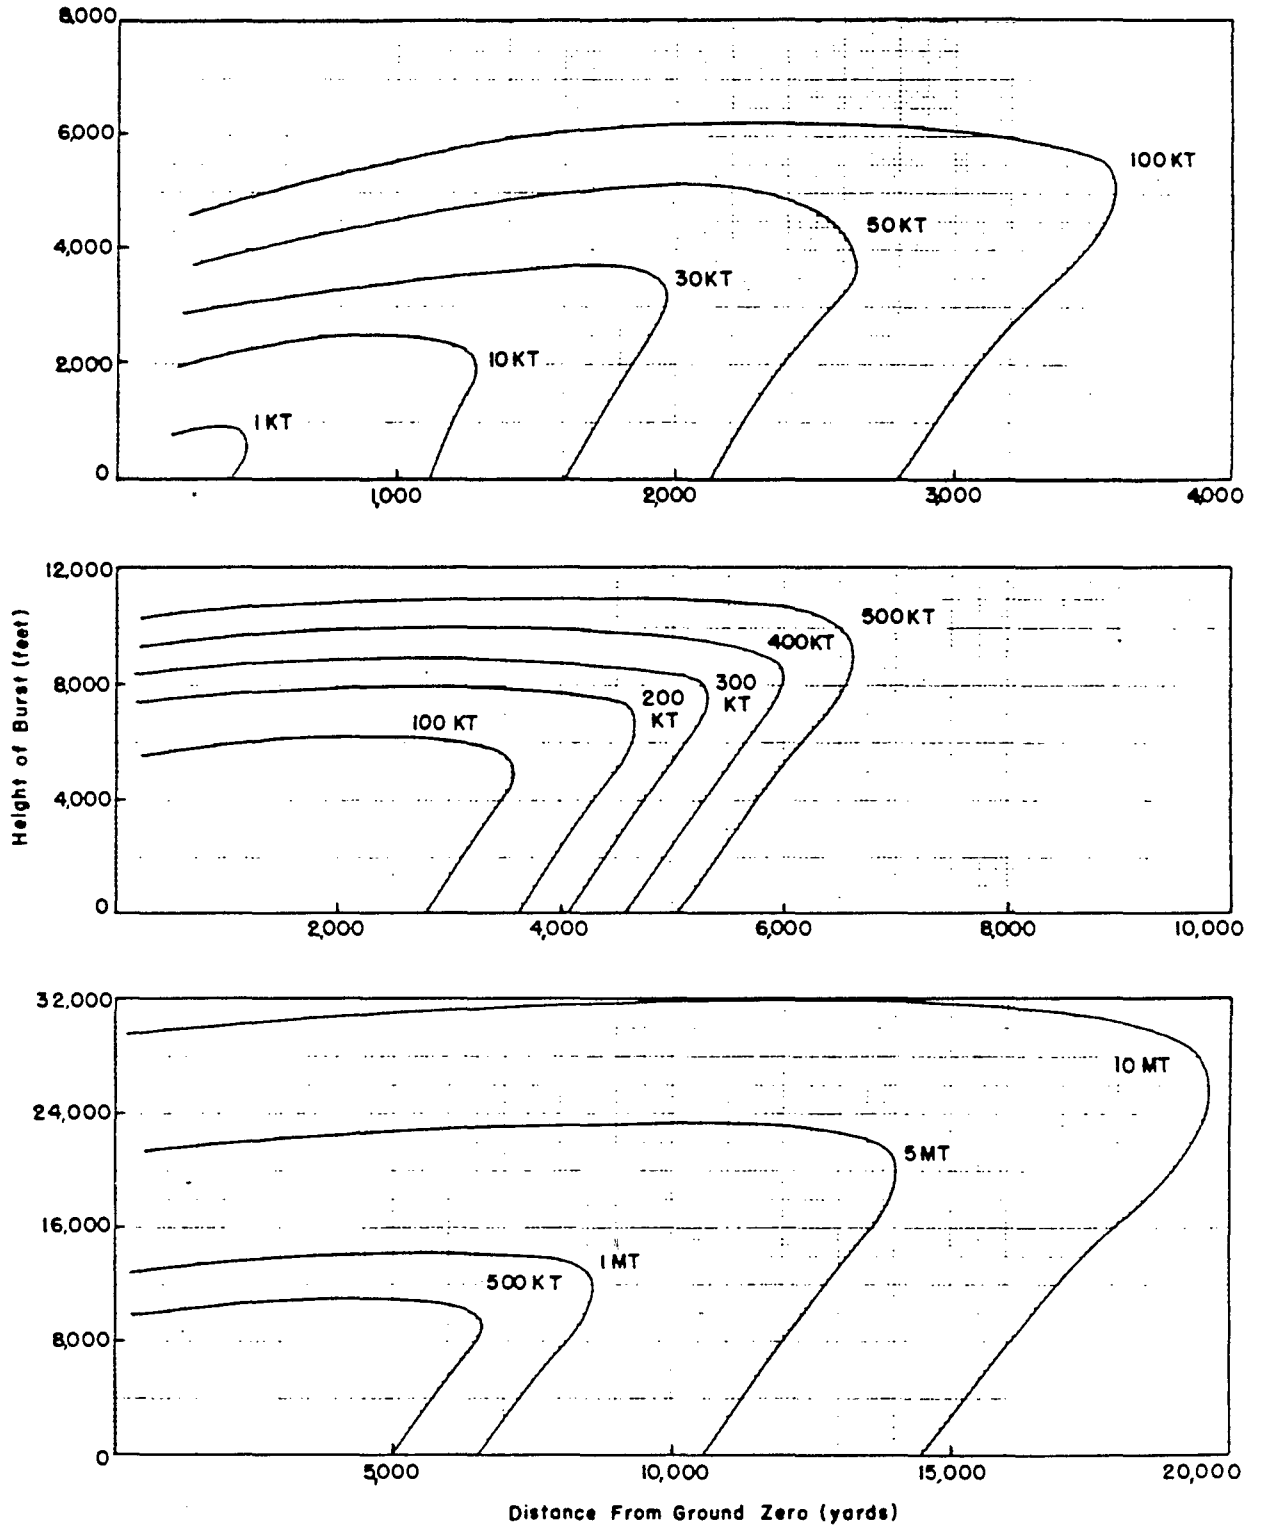 8,000
6,000
4,000
2,000
0
100 KT
50 KT
30 KT
10 KT
1 KT
1,000
2,000
3,000
4,000
Height of Burst (feet)
12,000
8,000
4,000
0
500 KT
400 KT
300
KT
200
KT
100 KT
2,000
4,000
6,000
8,000
10,000
32,000
24,000
16,000
8,000
0
10 MT
5 MT
1 MT
500 KT
5,000
10,000
15,000
20,000
Distance From Ground Zero (yards)